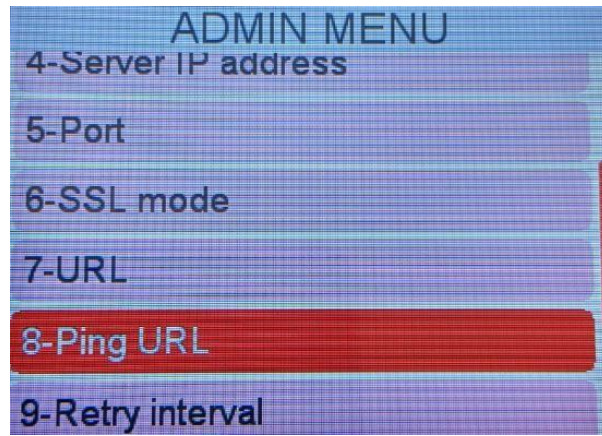 ADMIN MENU
4-Server IP address
5-Port
6-SSL mode
7-URL
8-Ping URL
9-Retry interval